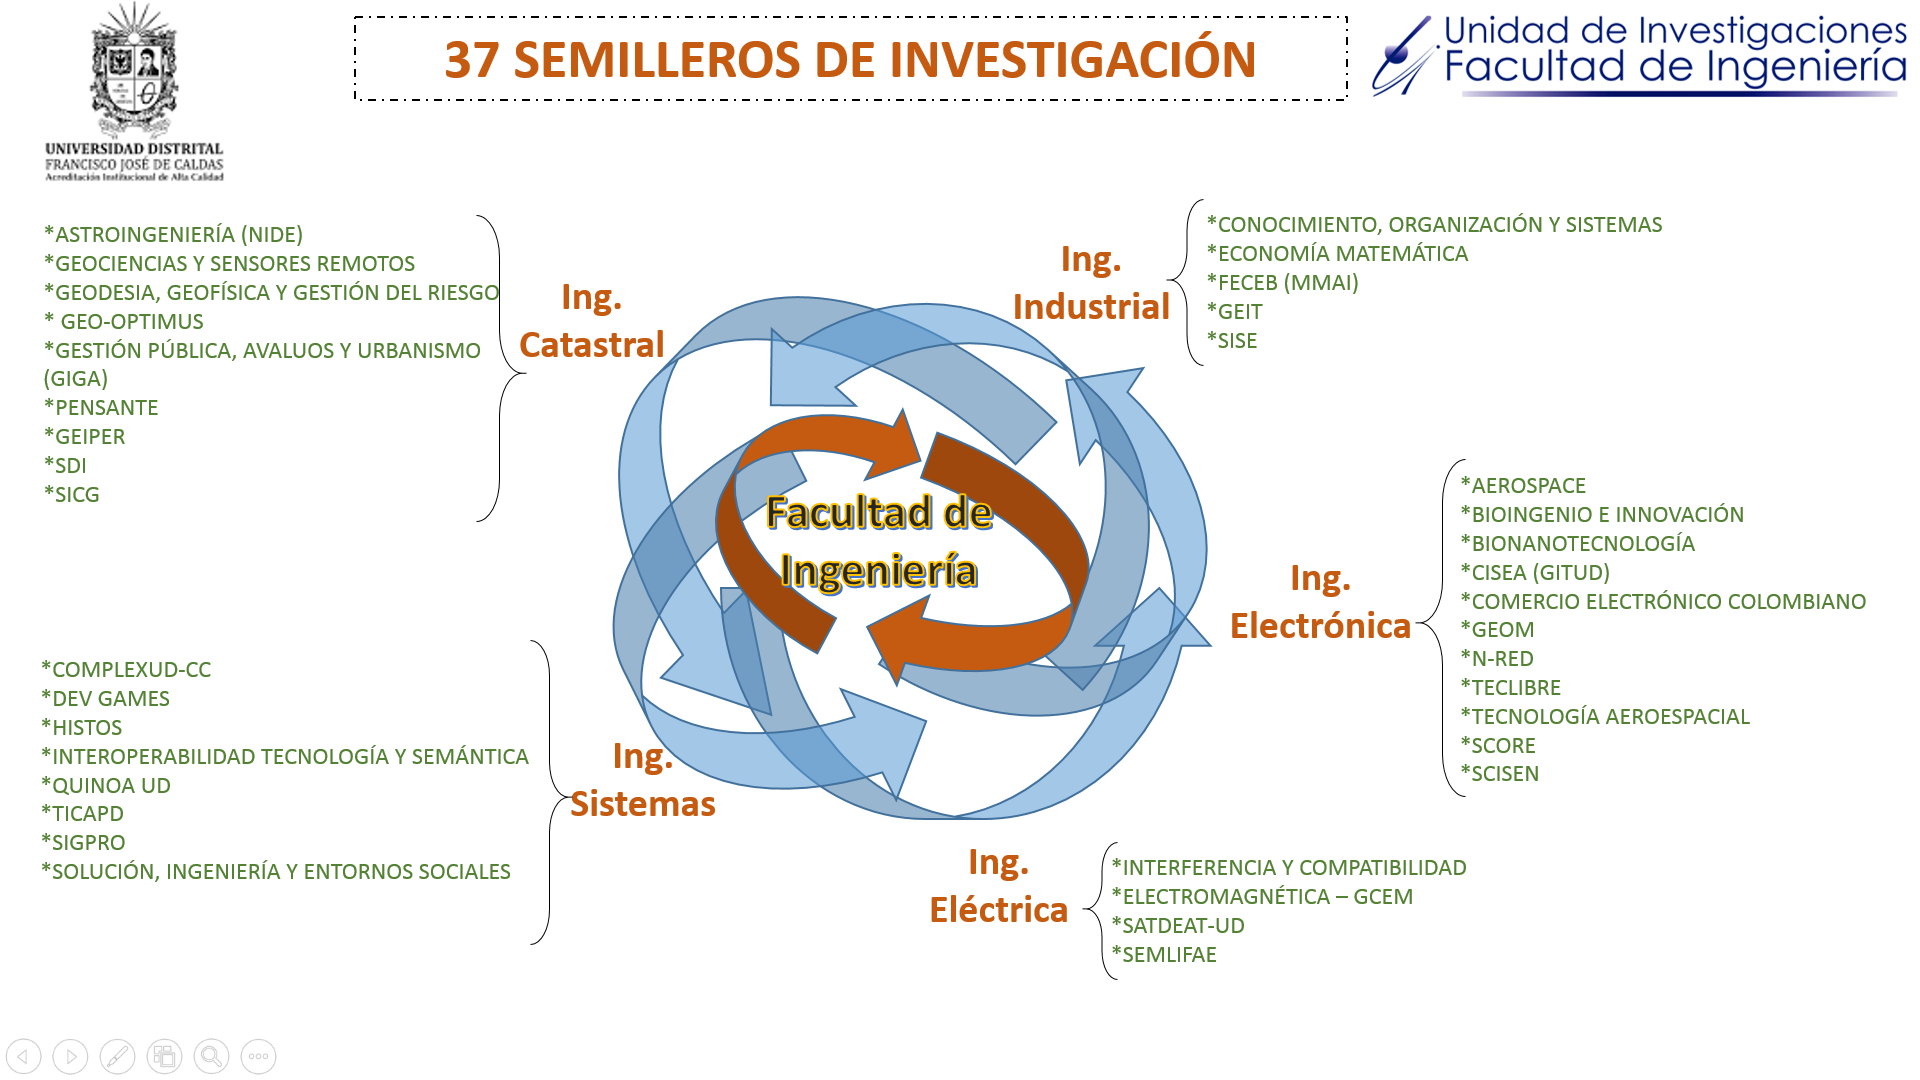 UNIVERSIDAD DISTRITAL
FRANCISCO JOSÉ DE CALDAS
Acreditación Institucional de Alta Calidad
37 SEMILLEROS DE INVESTIGACIÓN
Unidad de Investigaciones
Facultad de Ingeniería
*ASTROINGENIERÍA (NIDE)
*GEOCIENCIAS Y SENSORES REMOTOS
*GEODESIA, GEOFÍSICA Y GESTIÓN DEL RIESGO
* GEO-OPTIMUS
*GESTIÓN PÚBLICA, AVALUOS Y URBANISMO
(GIGA)
*PENSANTE
*GEIPER
*SDI
*SICG
Ing.
Catastral
Ing.
Industrial
*CONOCIMIENTO, ORGANIZACIÓN Y SISTEMAS
*ECONOMÍA MATEMÁTICA
*FECEB (MMAI)
*GEIT
*SISE
Facultad de
Ingeniería
Ing.
Electrónica
*AEROSPACE
*BIOINGENIO E INNOVACIÓN
*BIONANOTECNOLOGÍA
*CISEA (GITUD)
*COMERCIO ELECTRÓNICO COLOMBIANO
*GEOM
*N-RED
*TECLIBRE
*TECNOLOGÍA AEROESPACIAL
*SCORE
*SCISEN
*COMPLEXUD-CC
*DEV GAMES
*HISTOS
*INTEROPERABILIDAD TECNOLOGÍA Y SEMÁNTICA
*QUINOA UD
*TICAPD
*SIGPRO
*SOLUCIÓN, INGENIERÍA Y ENTORNOS SOCIALES
Ing.
Sistemas
Ing.
Eléctrica
*INTERFERENCIA Y COMPATIBILIDAD
*ELECTROMAGNÉTICA – GCEM
*SATDEAT-UD
*SEMLIFAE